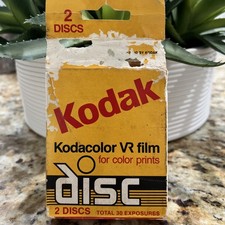 2
DISCS
Kodak
Kodacolor VR film
for color prints
disc
2 DISCS TOTAL 30 EXPOSURES